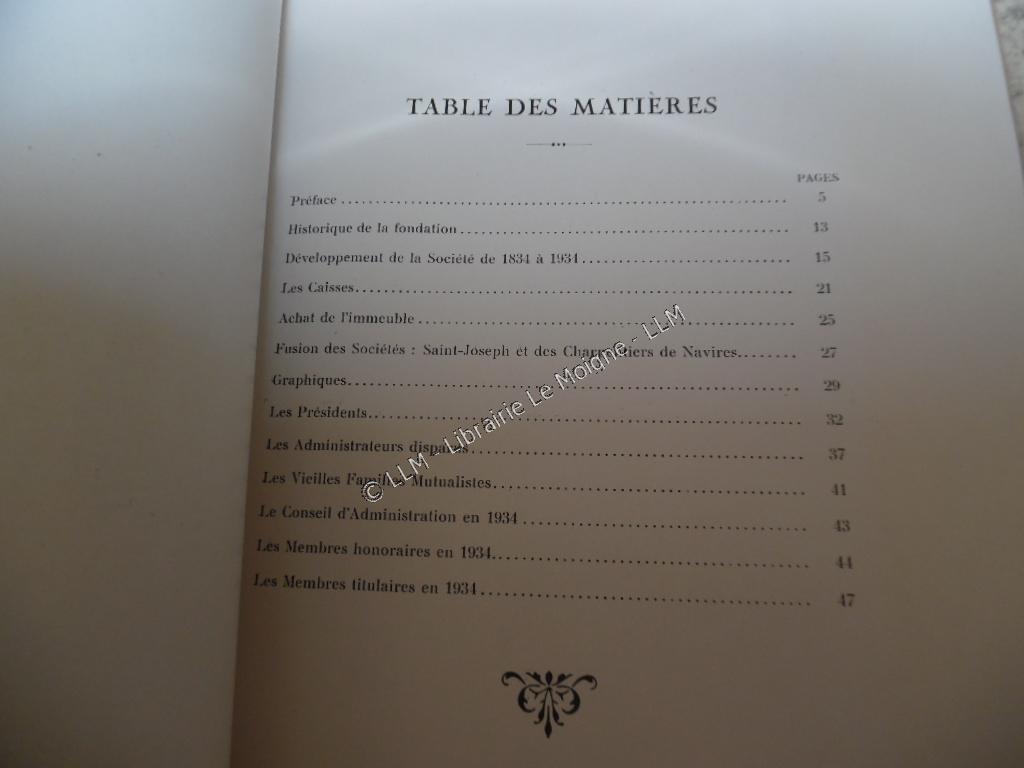 TABLE DES MATIÈRES
PAGES
Préface ........ 5
Historique de la fondation ........ 13
Développement de la Société de 1834 à 1934 ........ 15
Les Caisses ........ 21
Achat de l'immeuble ........ 25
Fusion des Sociétés : Saint-Joseph et des Charpentiers de Navires ........ 27
Graphiques ........ 29
Les Présidents ........ 32
Les Administrateurs disparus ........ 37
Les Vieilles Familles Mutualistes ........ 41
Le Conseil d'Administration en 1934 ........ 43
Les Membres honoraires en 1934 ........ 44
Les Membres titulaires en 1934 ........ 47
© LLM - Librairie Le Moigne - LLM